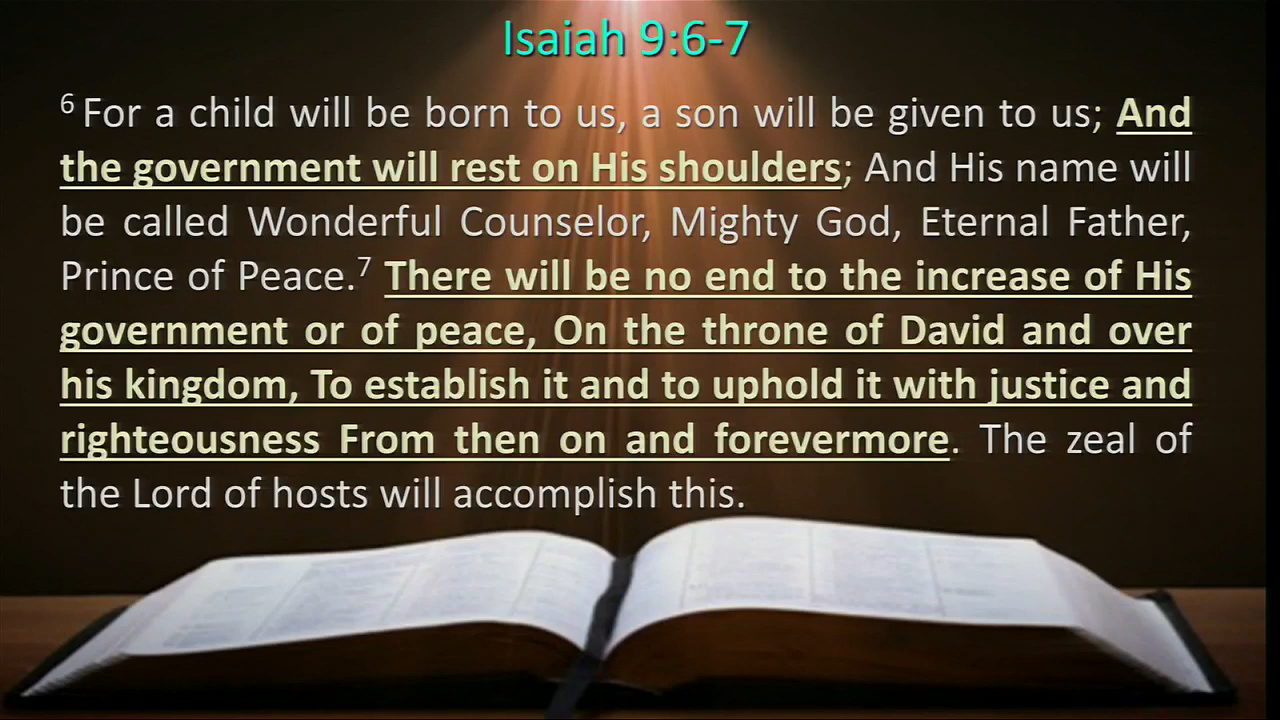 Isaiah 9:6-7
6 For a child will be born to us, a son will be given to us; And
the government will rest on His shoulders; And His name will
be called Wonderful Counselor, Mighty God, Eternal Father,
Prince of Peace.7 There will be no end to the increase of His
government or of peace, On the throne of David and over
his kingdom, To establish it and to uphold it with justice and
righteousness From then on and forevermore. The zeal of
the Lord of hosts will accomplish this.